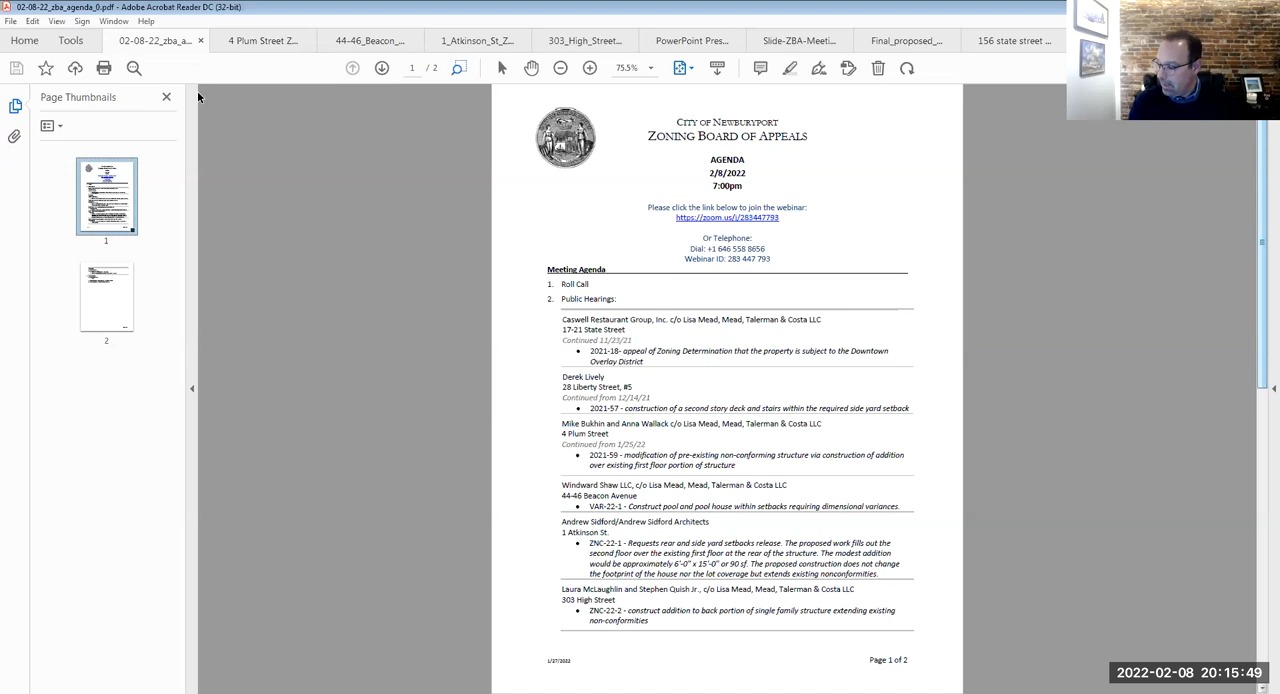 02-08-22_zba_agenda_0.pdf - Adobe Acrobat Reader DC (32-bit)
File Edit View Sign Window Help
Home Tools 02-08-22_zba_a... × 4 Plum Street Z... 44-46_Beacon_... 1_Atkinson_St_Z... 303_High_Street... PowerPoint Pres... Slide-ZBA-Meeti... Final_proposed_... 156 state street ...
1 / 2 75.5%
Page Thumbnails
1
2
CITY OF NEWBURYPORT
ZONING BOARD OF APPEALS
AGENDA
2/8/2022
7:00pm
Please click the link below to join the webinar:
https://zoom.us/j/283447793
Or Telephone:
Dial: +1 646 558 8656
Webinar ID: 283 447 793
Meeting Agenda
1. Roll Call
2. Public Hearings:
Caswell Restaurant Group, Inc. c/o Lisa Mead, Mead, Talerman & Costa LLC
17-21 State Street
Continued 11/23/21
• 2021-18- appeal of Zoning Determination that the property is subject to the Downtown
Overlay District
Derek Lively
28 Liberty Street, #5
Continued from 12/14/21
• 2021-57 - construction of a second story deck and stairs within the required side yard setback
Mike Bukhin and Anna Wallack c/o Lisa Mead, Mead, Talerman & Costa LLC
4 Plum Street
Continued from 1/25/22
• 2021-59 - modification of pre-existing non-conforming structure via construction of addition
over existing first floor portion of structure
Windward Shaw LLC, c/o Lisa Mead, Mead, Talerman & Costa LLC
44-46 Beacon Avenue
• VAR-22-1 - Construct pool and pool house within setbacks requiring dimensional variances.
Andrew Sidford/Andrew Sidford Architects
1 Atkinson St.
• ZNC-22-1 - Requests rear and side yard setbacks release. The proposed work fills out the
second floor over the existing first floor at the rear of the structure. The modest addition
would be approximately 6'-0" x 15'-0" or 90 sf. The proposed construction does not change
the footprint of the house nor the lot coverage but extends existing nonconformities.
Laura McLaughlin and Stephen Quish Jr., c/o Lisa Mead, Mead, Talerman & Costa LLC
303 High Street
• ZNC-22-2 - construct addition to back portion of single family structure extending existing
non-conformities
1/27/2022 Page 1 of 2
2022-02-08 20:15:49